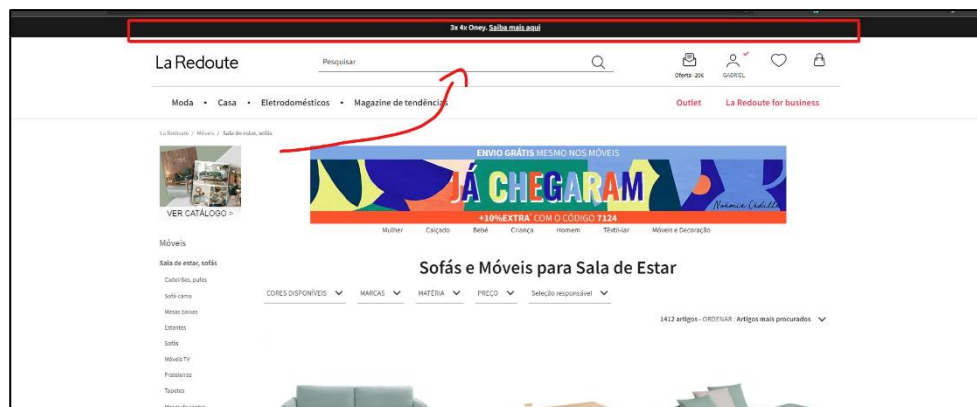 3x 4x Oney. Saiba mais aqui
La Redoute
Pesquisar
Oferta -20€
GABRIEL
Moda • Casa • Eletrodomésticos • Magazine de tendências
Outlet
La Redoute for business
La Redoute / Móveis / Sala de estar, sofás
ENVIO GRÁTIS MESMO NOS MÓVEIS
JÁ CHEGARAM
+10%EXTRA* COM O CÓDIGO 7124
VER CATÁLOGO >
Mulher Calçado Bebé Criança Homem Têxtil-lar Móveis e Decoração
Móveis
Sala de estar, sofás
Cadeirões, pufes
Sofá-cama
Mesas baixas
Estantes
Sofás
Móveis TV
Prateleiras
Tapetes
Sofás e Móveis para Sala de Estar
CORES DISPONÍVEIS MARCAS MATÉRIA PREÇO Seleção responsável
1412 artigos - ORDENAR : Artigos mais procurados